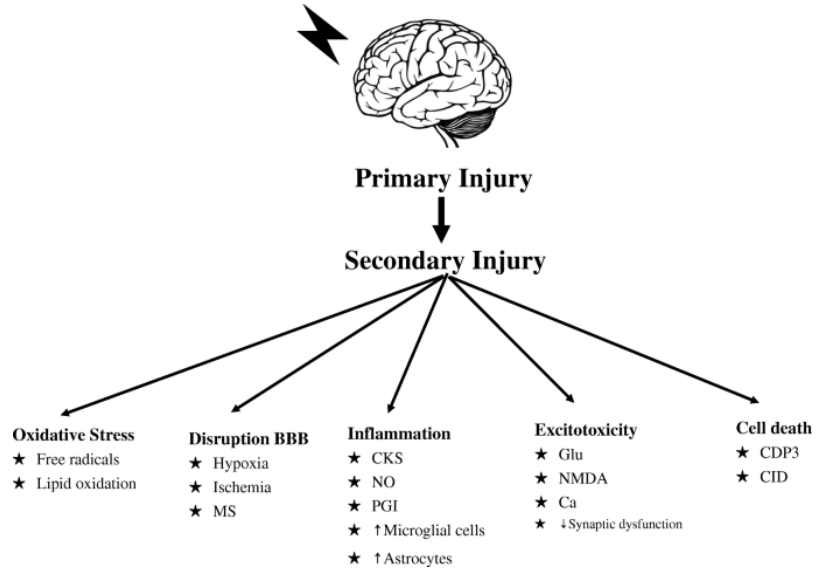 Primary Injury
Secondary Injury
Oxidative Stress
★ Free radicals
★ Lipid oxidation
Disruption BBB
★ Hypoxia
★ Ischemia
★ MS
Inflammation
★ CKS
★ NO
★ PGI
★ ↑Microglial cells
★ ↑Astrocytes
Excitotoxicity
★ Glu
★ NMDA
★ Ca
★ ↓Synaptic dysfunction
Cell death
★ CDP3
★ CID